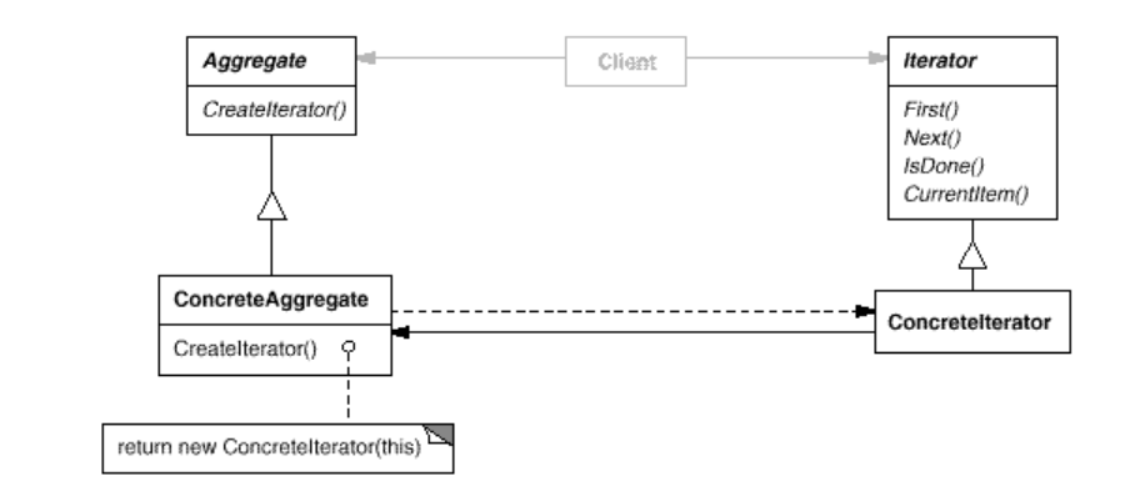 Aggregate
CreateIterator()
Client
Iterator
First()
Next()
IsDone()
CurrentItem()
ConcreteAggregate
CreateIterator()
ConcreteIterator
return new ConcreteIterator(this)